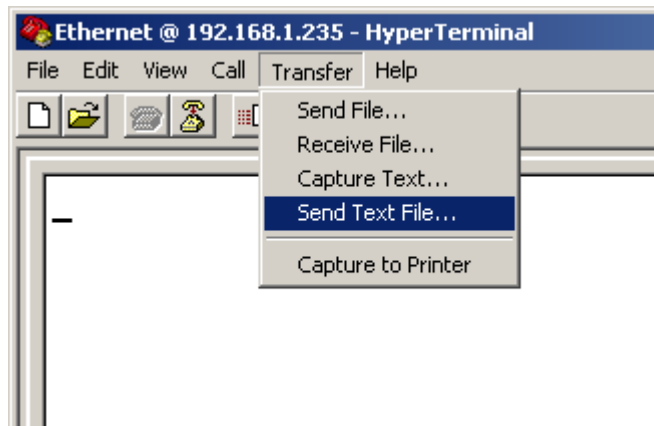 Ethernet @ 192.168.1.235 - HyperTerminal
File Edit View Call Transfer Help
Send File...
Receive File...
Capture Text...
Send Text File...
Capture to Printer